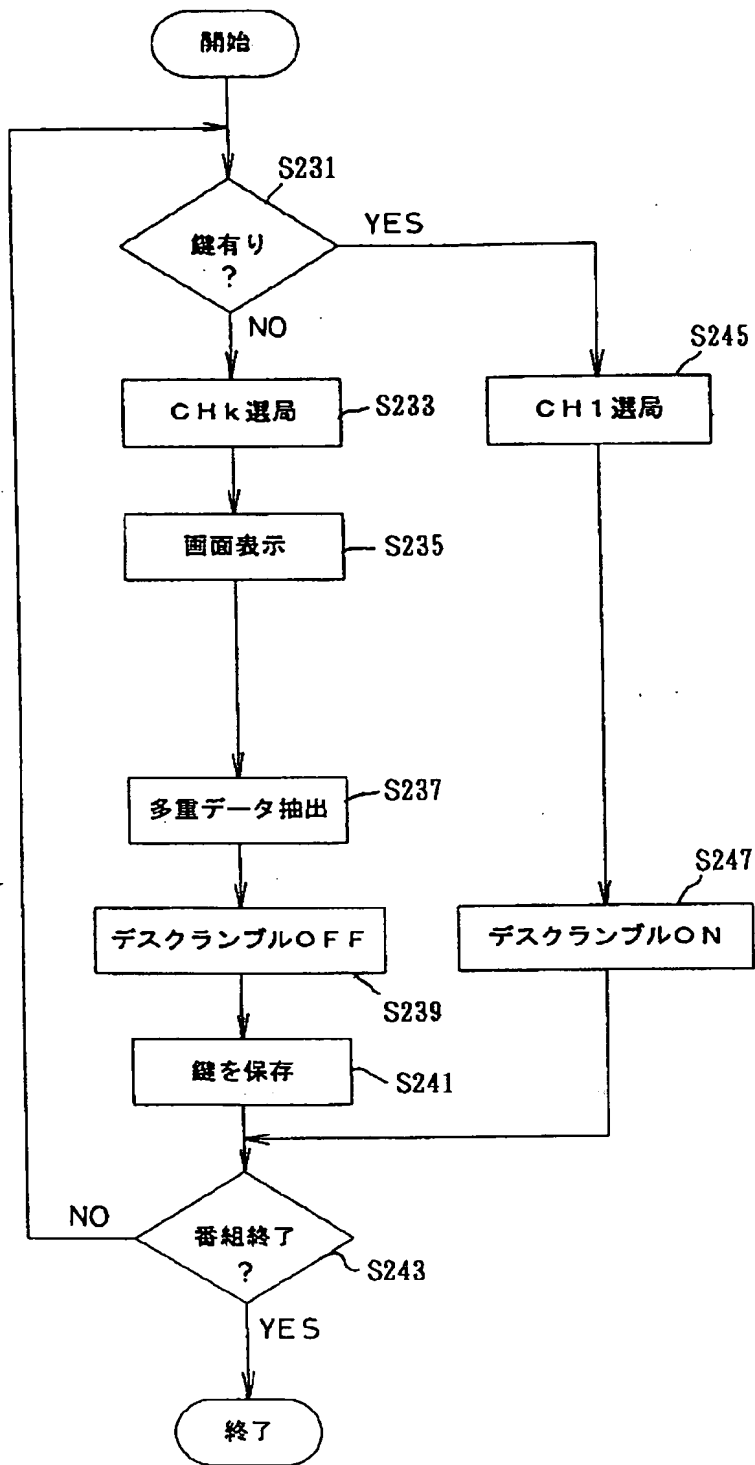 開始
S231
鍵有り
?
YES
NO
S245
CHk選局
S233
CH1選局
画面表示
S235
多重データ抽出
S237
S247
デスクランブルOFF
デスクランブルON
S239
鍵を保存
S241
NO
番組終了
?
S243
YES
終了